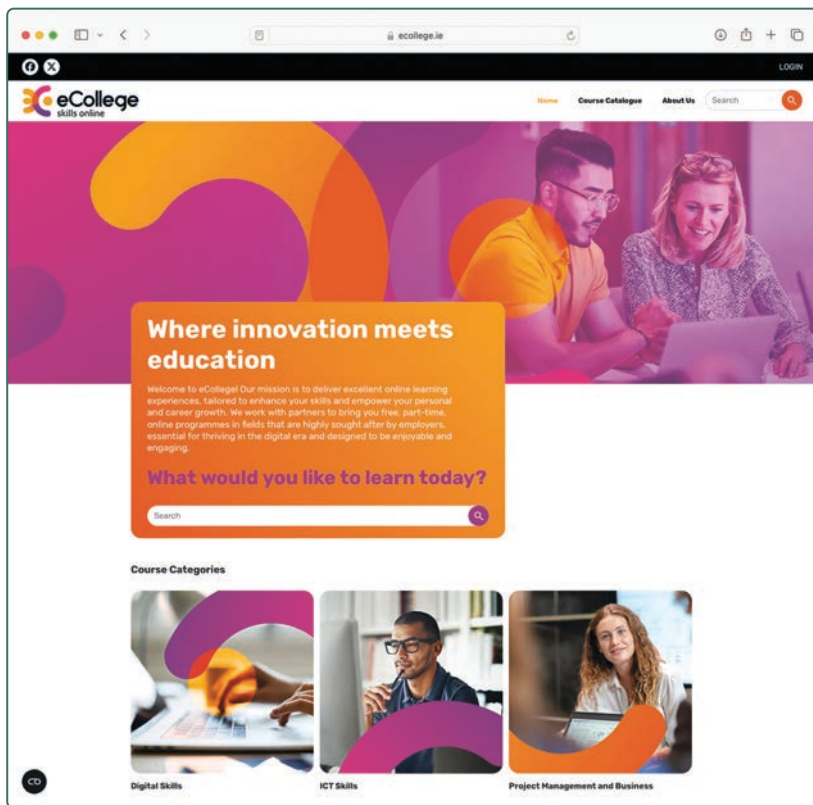 ecollege.ie
LOGIN
eCollege
skills online
Home Course Catalogue About Us Search
Where innovation meets
education
Welcome to eCollege! Our mission is to deliver excellent online learning
experiences, tailored to enhance your skills and empower your personal
and career growth. We work with partners to bring you free, part-time,
online programmes in fields that are highly sought after by employers,
essential for thriving in the digital era and designed to be enjoyable and
engaging.
What would you like to learn today?
Search
Course Categories
Digital Skills ICT Skills Project Management and Business